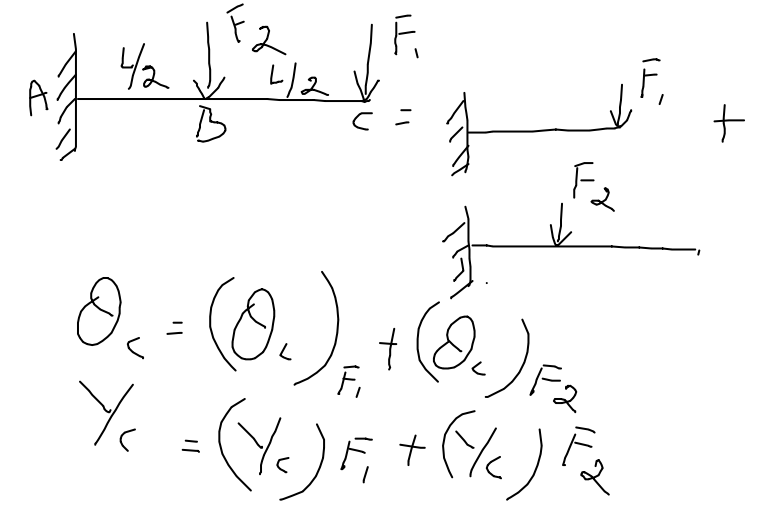 F2 F1
L/2 L/2
A B C = F1 +
F2
θc = (θc)F1 + (θc)F2
Yc = (Yc)F1 + (Yc)F2